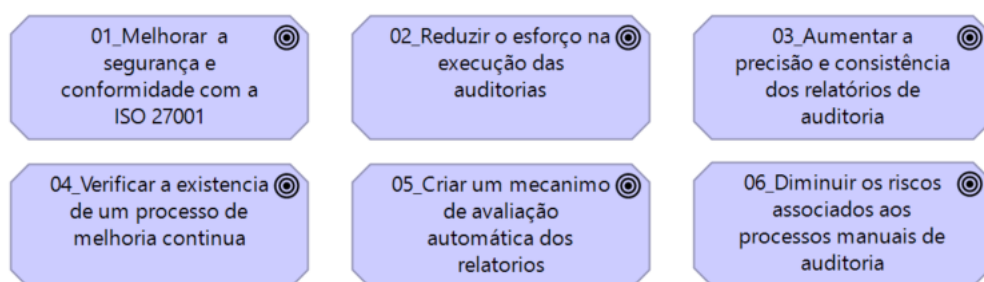 01_Melhorar a
segurança e
conformidade com a
ISO 27001
02_Reduzir o esforço na
execução das
auditorias
03_Aumentar a
precisão e consistência
dos relatórios de
auditoria
04_Verificar a existencia
de um processo de
melhoria continua
05_Criar um mecanimo
de avaliação
automática dos
relatorios
06_Diminuir os riscos
associados aos
processos manuais de
auditoria